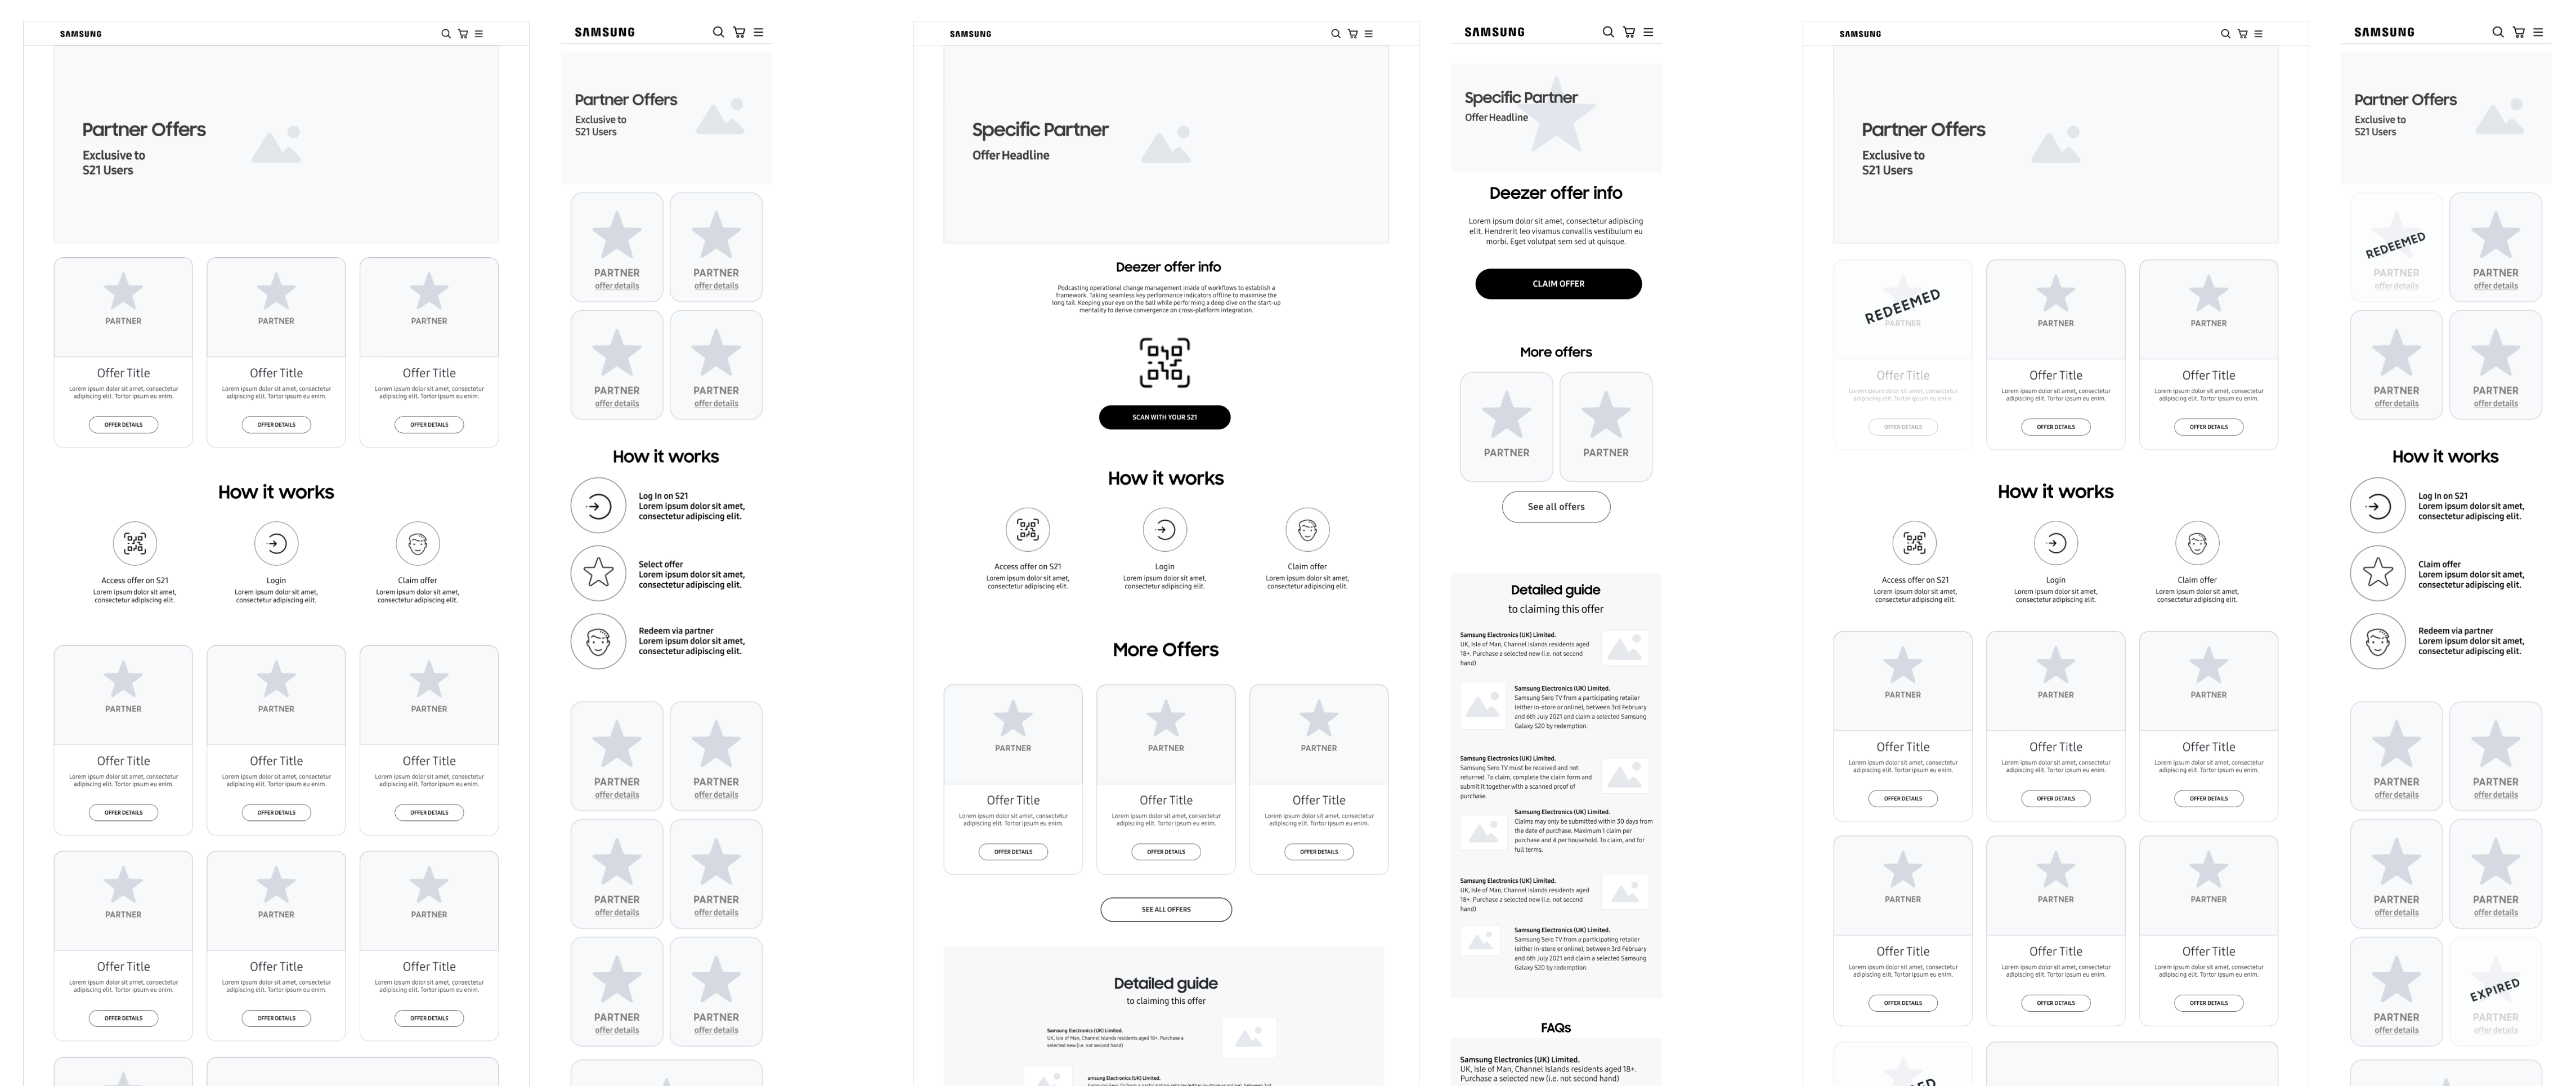 SAMSUNG
Partner Offers
Exclusive to
S21 Users
PARTNER PARTNER PARTNER
Offer Title Offer Title Offer Title
Lorem ipsum dolor sit amet, consectetur Lorem ipsum dolor sit amet, consectetur Lorem ipsum dolor sit amet, consectetur
adipiscing elit. Tortor ipsum eu enim. adipiscing elit. Tortor ipsum eu enim. adipiscing elit. Tortor ipsum eu enim.
OFFER DETAILS OFFER DETAILS OFFER DETAILS
How it works
Access offer on S21 Login Claim offer
Lorem ipsum dolor sit amet, Lorem ipsum dolor sit amet, Lorem ipsum dolor sit amet,
consectetur adipiscing elit. consectetur adipiscing elit. consectetur adipiscing elit.
PARTNER PARTNER PARTNER
Offer Title Offer Title Offer Title
Lorem ipsum dolor sit amet, consectetur Lorem ipsum dolor sit amet, consectetur Lorem ipsum dolor sit amet, consectetur
adipiscing elit. Tortor ipsum eu enim. adipiscing elit. Tortor ipsum eu enim. adipiscing elit. Tortor ipsum eu enim.
OFFER DETAILS OFFER DETAILS OFFER DETAILS
PARTNER PARTNER PARTNER
Offer Title Offer Title Offer Title
Lorem ipsum dolor sit amet, consectetur Lorem ipsum dolor sit amet, consectetur Lorem ipsum dolor sit amet, consectetur
adipiscing elit. Tortor ipsum eu enim. adipiscing elit. Tortor ipsum eu enim. adipiscing elit. Tortor ipsum eu enim.
OFFER DETAILS OFFER DETAILS OFFER DETAILS
SAMSUNG
Partner Offers
Exclusive to
S21 Users
PARTNER PARTNER
offer details offer details
PARTNER PARTNER
offer details offer details
How it works
Log In on S21
Lorem ipsum dolor sit amet,
consectetur adipiscing elit.
Select offer
Lorem ipsum dolor sit amet,
consectetur adipiscing elit.
Redeem via partner
Lorem ipsum dolor sit amet,
consectetur adipiscing elit.
PARTNER PARTNER
offer details offer details
PARTNER PARTNER
offer details offer details
PARTNER PARTNER
offer details offer details
SAMSUNG
Specific Partner
Offer Headline
Deezer offer info
Podcasting operational change management inside of workflows to establish a
framework. Taking seamless key performance indicators offline to maximise the
long tail. Keeping your eye on the ball while performing a deep dive on the start-up
mentality to derive convergence on cross-platform integration.
SCAN WITH YOUR S21
How it works
Access offer on S21 Login Claim offer
Lorem ipsum dolor sit amet, Lorem ipsum dolor sit amet, Lorem ipsum dolor sit amet,
consectetur adipiscing elit. consectetur adipiscing elit. consectetur adipiscing elit.
More Offers
PARTNER PARTNER PARTNER
Offer Title Offer Title Offer Title
Lorem ipsum dolor sit amet, consectetur Lorem ipsum dolor sit amet, consectetur Lorem ipsum dolor sit amet, consectetur
adipiscing elit. Tortor ipsum eu enim. adipiscing elit. Tortor ipsum eu enim. adipiscing elit. Tortor ipsum eu enim.
OFFER DETAILS OFFER DETAILS OFFER DETAILS
SEE ALL OFFERS
Detailed guide
to claiming this offer
Samsung Electronics (UK) Limited.
UK, Isle of Man, Channel Islands residents aged 18+. Purchase a
selected new (i.e. not second hand)
amsung Electronics (UK) Limited.
SAMSUNG
Specific Partner
Offer Headline
Deezer offer info
Lorem ipsum dolor sit amet, consectetur adipiscing
elit. Hendrerit leo vivamus convallis vestibulum eu
morbi. Eget volutpat sem sed ut quisque.
CLAIM OFFER
More offers
PARTNER PARTNER
See all offers
Detailed guide
to claiming this offer
Samsung Electronics (UK) Limited.
UK, Isle of Man, Channel Islands residents aged
18+. Purchase a selected new (i.e. not second
hand)
Samsung Electronics (UK) Limited.
Samsung Sero TV from a participating retailer
(either in-store or online), between 3rd February
and 6th July 2021 and claim a selected Samsung
Galaxy S20 by redemption.
Samsung Electronics (UK) Limited.
Samsung Sero TV must be received and not
returned. To claim, complete the claim form and
submit it together with a scanned proof of
purchase.
Samsung Electronics (UK) Limited.
Claims may only be submitted within 30 days from
the date of purchase. Maximum 1 claim per
purchase and 4 per household. To claim, and for
full terms.
Samsung Electronics (UK) Limited.
UK, Isle of Man, Channel Islands residents aged
18+. Purchase a selected new (i.e. not second
hand)
Samsung Electronics (UK) Limited.
Samsung Sero TV from a participating retailer
(either in-store or online), between 3rd February
and 6th July 2021 and claim a selected Samsung
Galaxy S20 by redemption.
FAQs
Samsung Electronics (UK) Limited.
UK, Isle of Man, Channel Islands residents aged 18+.
Purchase a selected new (i.e. not second hand)
SAMSUNG
Partner Offers
Exclusive to
S21 Users
REDEEMED
PARTNER PARTNER PARTNER
Offer Title Offer Title Offer Title
Lorem ipsum dolor sit amet, consectetur Lorem ipsum dolor sit amet, consectetur Lorem ipsum dolor sit amet, consectetur
adipiscing elit. Tortor ipsum eu enim. adipiscing elit. Tortor ipsum eu enim. adipiscing elit. Tortor ipsum eu enim.
OFFER DETAILS OFFER DETAILS OFFER DETAILS
How it works
Access offer on S21 Login Claim offer
Lorem ipsum dolor sit amet, Lorem ipsum dolor sit amet, Lorem ipsum dolor sit amet,
consectetur adipiscing elit. consectetur adipiscing elit. consectetur adipiscing elit.
PARTNER PARTNER PARTNER
Offer Title Offer Title Offer Title
Lorem ipsum dolor sit amet, consectetur Lorem ipsum dolor sit amet, consectetur Lorem ipsum dolor sit amet, consectetur
adipiscing elit. Tortor ipsum eu enim. adipiscing elit. Tortor ipsum eu enim. adipiscing elit. Tortor ipsum eu enim.
OFFER DETAILS OFFER DETAILS OFFER DETAILS
PARTNER PARTNER PARTNER
Offer Title Offer Title Offer Title
Lorem ipsum dolor sit amet, consectetur Lorem ipsum dolor sit amet, consectetur Lorem ipsum dolor sit amet, consectetur
adipiscing elit. Tortor ipsum eu enim. adipiscing elit. Tortor ipsum eu enim. adipiscing elit. Tortor ipsum eu enim.
OFFER DETAILS OFFER DETAILS OFFER DETAILS
SAMSUNG
Partner Offers
Exclusive to
S21 Users
REDEEMED
PARTNER PARTNER
offer details offer details
PARTNER PARTNER
offer details offer details
How it works
Log In on S21
Lorem ipsum dolor sit amet,
consectetur adipiscing elit.
Claim offer
Lorem ipsum dolor sit amet,
consectetur adipiscing elit.
Redeem via partner
Lorem ipsum dolor sit amet,
consectetur adipiscing elit.
PARTNER PARTNER
offer details offer details
PARTNER PARTNER
offer details offer details
EXPIRED
PARTNER PARTNER
offer details offer details